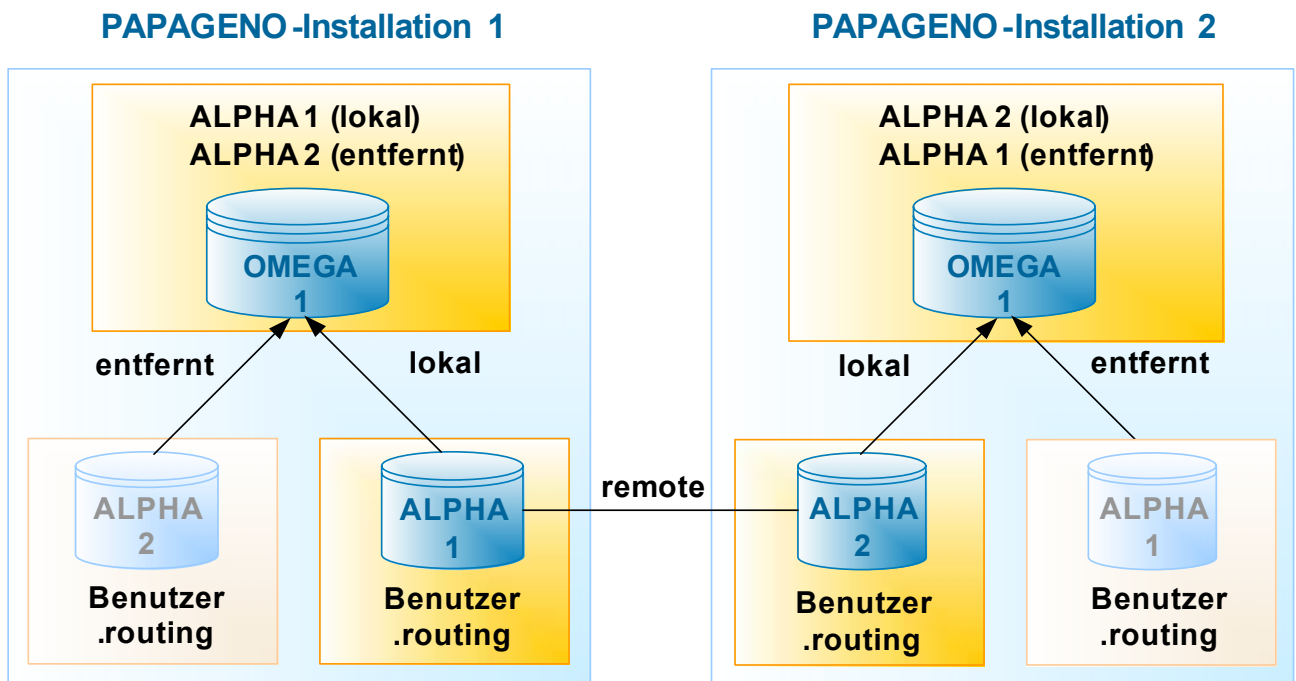 PAPAGENO-Installation 1
PAPAGENO-Installation 2
ALPHA 1 (lokal)
ALPHA 2 (entfernt)
OMEGA
1
entfernt
lokal
ALPHA
2
Benutzer
.routing
ALPHA
1
Benutzer
.routing
remote
ALPHA 2 (lokal)
ALPHA 1 (entfernt)
OMEGA
1
lokal
entfernt
ALPHA
2
Benutzer
.routing
ALPHA
1
Benutzer
.routing